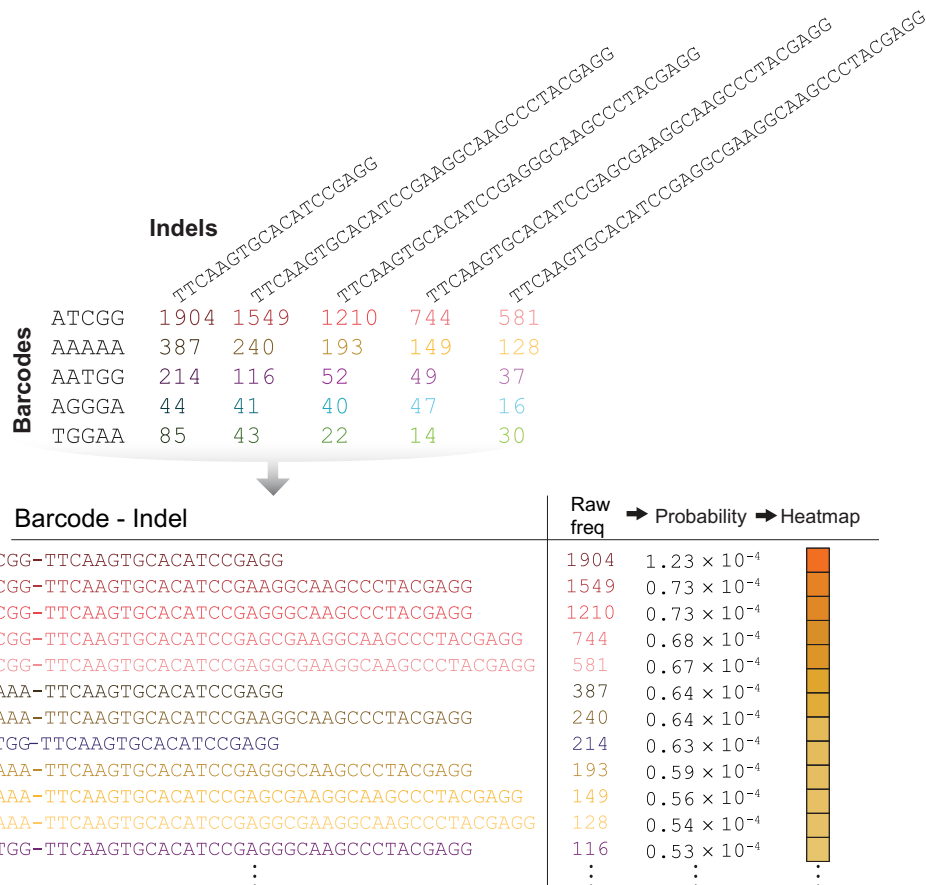 TTCAAGTGCACATCCGAGG
TTCAAGTGCACATCCGAAGGCAAGCCCTACGAGG
TTCAAGTGCACATCCGAGGGCAAGCCCTACGAGG
TTCAAGTGCACATCCGAGCGAAGGCAAGCCCTACGAGG
TTCAAGTGCACATCCGAGGCGAAGGCAAGCCCTACGAGG
Indels
Barcodes
ATCGG 1904 1549 1210 744 581
AAAAA 387 240 193 149 128
AATGG 214 116 52 49 37
AGGGA 44 41 40 47 16
TGGAA 85 43 22 14 30
Barcode - Indel Raw freq ➡ Probability ➡ Heatmap
CGG-TTCAAGTGCACATCCGAGG 1904 1.23 × 10⁻⁴
CGG-TTCAAGTGCACATCCGAAGGCAAGCCCTACGAGG 1549 0.73 × 10⁻⁴
CGG-TTCAAGTGCACATCCGAGGGCAAGCCCTACGAGG 1210 0.73 × 10⁻⁴
CGG-TTCAAGTGCACATCCGAGCGAAGGCAAGCCCTACGAGG 744 0.68 × 10⁻⁴
CGG-TTCAAGTGCACATCCGAGGCGAAGGCAAGCCCTACGAGG 581 0.67 × 10⁻⁴
AAA-TTCAAGTGCACATCCGAGG 387 0.64 × 10⁻⁴
AAA-TTCAAGTGCACATCCGAAGGCAAGCCCTACGAGG 240 0.64 × 10⁻⁴
TGG-TTCAAGTGCACATCCGAGG 214 0.63 × 10⁻⁴
AAA-TTCAAGTGCACATCCGAGGGCAAGCCCTACGAGG 193 0.59 × 10⁻⁴
AAA-TTCAAGTGCACATCCGAGCGAAGGCAAGCCCTACGAGG 149 0.56 × 10⁻⁴
AAA-TTCAAGTGCACATCCGAGGCGAAGGCAAGCCCTACGAGG 128 0.54 × 10⁻⁴
TGG-TTCAAGTGCACATCCGAGGGCAAGCCCTACGAGG 116 0.53 × 10⁻⁴